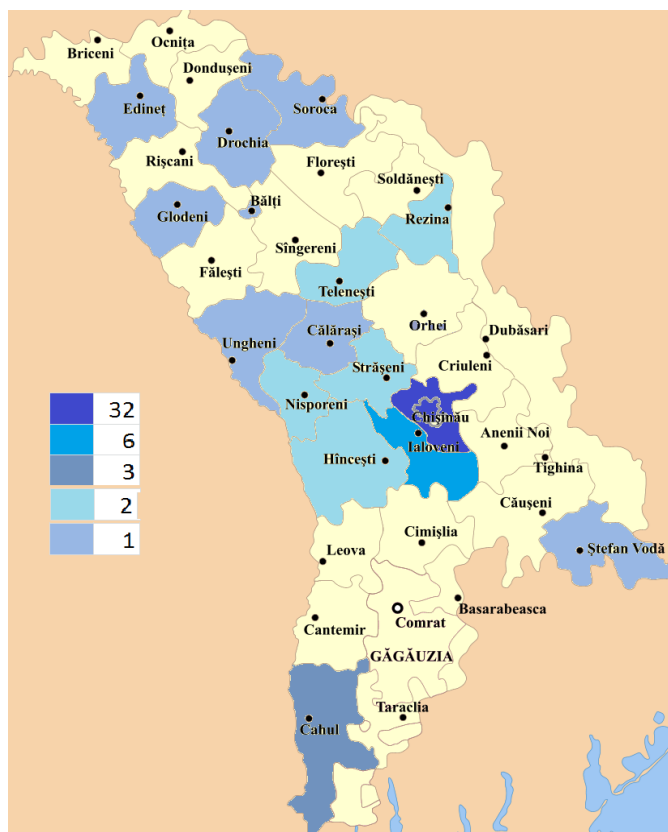 Ocnița
Briceni
Dondușeni
Edineț
Soroca
Drochia
Rișcani
Florești
Soldănești
Glodeni
Bălți
Rezina
Sîngereni
Fălești
Telenești
Orhei
Ungheni
Călărași
Dubăsari
Criuleni
Strășeni
Nisporeni
Chișinău
Anenii Noi
Ialoveni
Hîncești
Tighina
32
6
3
2
1
Căușeni
Cimișlia
Ștefan Vodă
Leova
Basarabeasca
Cantemir
Comrat
GĂGĂUZIA
Taraclia
Cahul